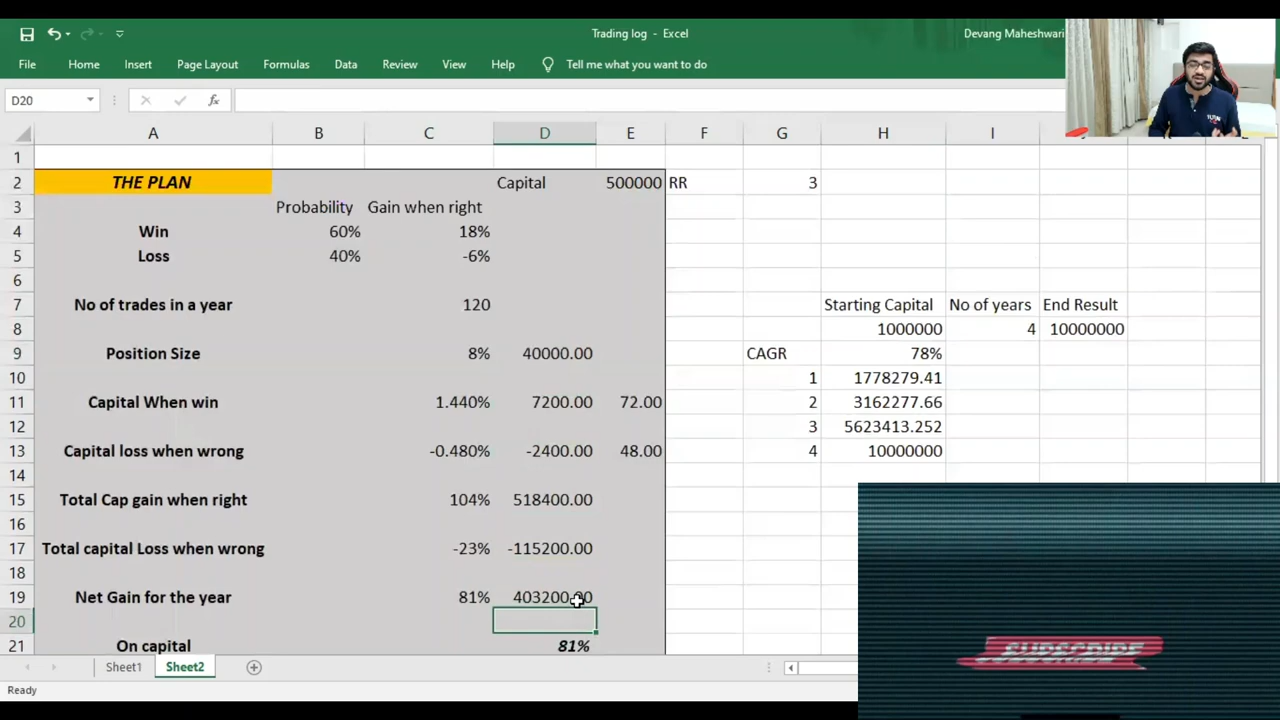 Trading log - Excel
Devang Maheshwari
File Home Insert Page Layout Formulas Data Review View Help Tell me what you want to do
D20 fx
A B C D E F G H I
1
2 THE PLAN Capital 500000 RR 3
3 Probability Gain when right
4 Win 60% 18%
5 Loss 40% -6%
6
7 No of trades in a year 120 Starting Capital No of years End Result
8 1000000 4 10000000
9 Position Size 8% 40000.00 CAGR 78%
10 1 1778279.41
11 Capital When win 1.440% 7200.00 72.00 2 3162277.66
12 3 5623413.252
13 Capital loss when wrong -0.480% -2400.00 48.00 4 10000000
14
15 Total Cap gain when right 104% 518400.00
16
17 Total capital Loss when wrong -23% -115200.00
18
19 Net Gain for the year 81% 403200.00
20
21 On capital 81%
SUBSCRIBE
Sheet1 Sheet2
Ready